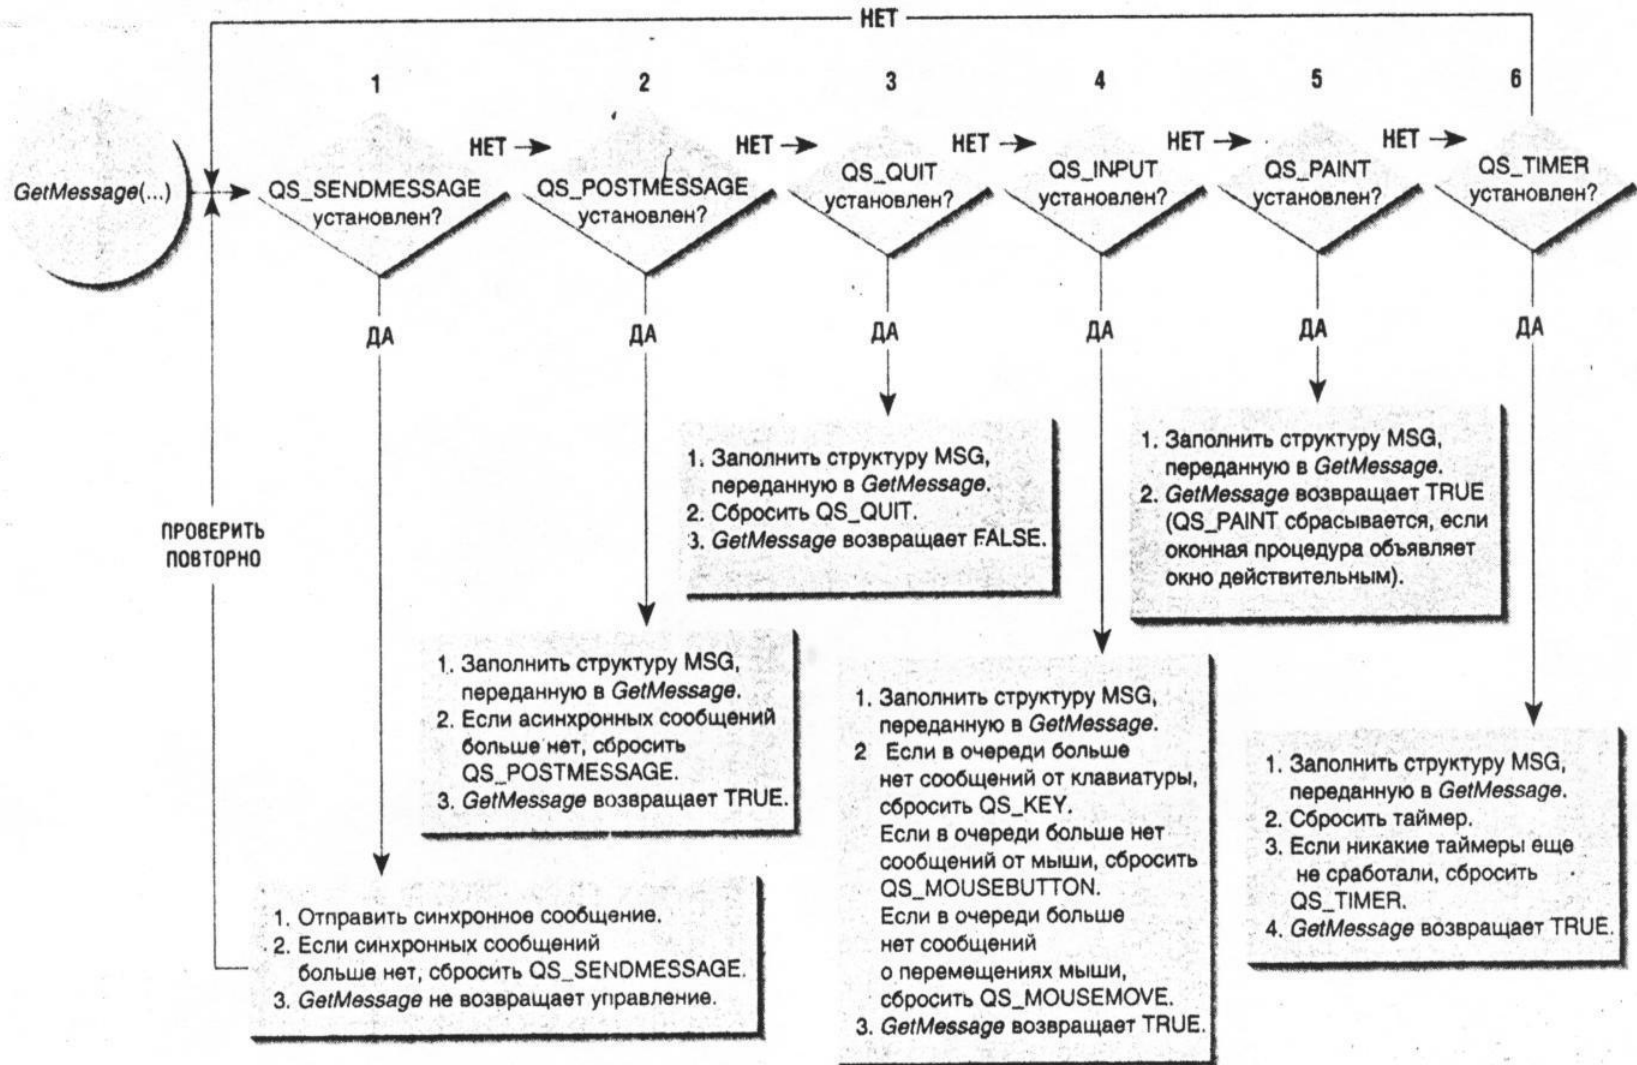 НЕТ
1
2
3
4
5
6
GetMessage(...)
QS_SENDMESSAGE
установлен?
НЕТ
QS_POSTMESSAGE
установлен?
НЕТ
QS_QUIT
установлен?
НЕТ
QS_INPUT
установлен?
НЕТ
QS_PAINT
установлен?
НЕТ
QS_TIMER
установлен?
ДА
ДА
ДА
ДА
ДА
ДА
ПРОВЕРИТЬ
ПОВТОРНО
1. Отправить синхронное сообщение.
2. Если синхронных сообщений
больше нет, сбросить QS_SENDMESSAGE.
3. GetMessage не возвращает управление.
1. Заполнить структуру MSG,
переданную в GetMessage.
2. Если асинхронных сообщений
больше нет, сбросить
QS_POSTMESSAGE.
3. GetMessage возвращает TRUE.
1. Заполнить структуру MSG,
переданную в GetMessage.
2. Сбросить QS_QUIT.
3. GetMessage возвращает FALSE.
1. Заполнить структуру MSG,
переданную в GetMessage.
2 Если в очереди больше
нет сообщений от клавиатуры,
сбросить QS_KEY.
Если в очереди больше нет
сообщений от мыши, сбросить
QS_MOUSEBUTTON.
Если в очереди больше
нет сообщений
о перемещениях мыши,
сбросить QS_MOUSEMOVE.
3. GetMessage возвращает TRUE.
1. Заполнить структуру MSG,
переданную в GetMessage.
2. GetMessage возвращает TRUE
(QS_PAINT сбрасывается, если
оконная процедура объявляет
окно действительным).
1. Заполнить структуру MSG,
переданную в GetMessage.
2. Сбросить таймер.
3. Если никакие таймеры еще
не сработали, сбросить
QS_TIMER.
4. GetMessage возвращает TRUE.